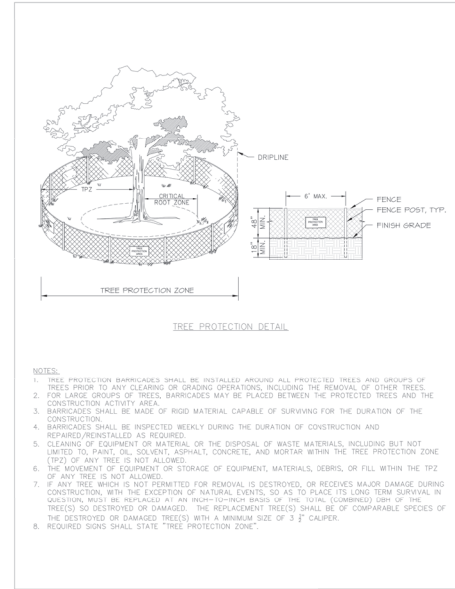 DRIPLINE
TPZ
CRITICAL
ROOT ZONE
6' MAX.
FENCE
FENCE POST, TYP.
FINISH GRADE
48"
MIN.
18"
MIN.
TREE PROTECTION ZONE
TREE PROTECTION DETAIL
NOTES:
1. TREE PROTECTION BARRICADES SHALL BE INSTALLED AROUND ALL PROTECTED TREES AND GROUPS OF
TREES PRIOR TO ANY CLEARING OR GRADING OPERATIONS, INCLUDING THE REMOVAL OF OTHER TREES.
2. FOR LARGE GROUPS OF TREES, BARRICADES MAY BE PLACED BETWEEN THE PROTECTED TREES AND THE
CONSTRUCTION ACTIVITY AREA.
3. BARRICADES SHALL BE MADE OF RIGID MATERIAL CAPABLE OF SURVIVING FOR THE DURATION OF THE
CONSTRUCTION.
4. BARRICADES SHALL BE INSPECTED WEEKLY DURING THE DURATION OF CONSTRUCTION AND
REPAIRED/REINSTALLED AS REQUIRED.
5. CLEANING OF EQUIPMENT OR MATERIAL OR THE DISPOSAL OF WASTE MATERIALS, INCLUDING BUT NOT
LIMITED TO, PAINT, OIL, SOLVENT, ASPHALT, CONCRETE, AND MORTAR WITHIN THE TREE PROTECTION ZONE
(TPZ) OF ANY TREE IS NOT ALLOWED.
6. THE MOVEMENT OF EQUIPMENT OR STORAGE OF EQUIPMENT, MATERIALS, DEBRIS, OR FILL WITHIN THE TPZ
OF ANY TREE IS NOT ALLOWED.
7. IF ANY TREE WHICH IS NOT PERMITTED FOR REMOVAL IS DESTROYED, OR RECEIVES MAJOR DAMAGE DURING
CONSTRUCTION, WITH THE EXCEPTION OF NATURAL EVENTS, SO AS TO PLACE ITS LONG TERM SURVIVAL IN
QUESTION, MUST BE REPLACED AT AN INCH-TO-INCH BASIS OF THE TOTAL (COMBINED) DBH OF THE
TREE(S) SO DESTROYED OR DAMAGED. THE REPLACEMENT TREE(S) SHALL BE OF COMPARABLE SPECIES OF
THE DESTROYED OR DAMAGED TREE(S) WITH A MINIMUM SIZE OF 3 ½" CALIPER.
8. REQUIRED SIGNS SHALL STATE "TREE PROTECTION ZONE".